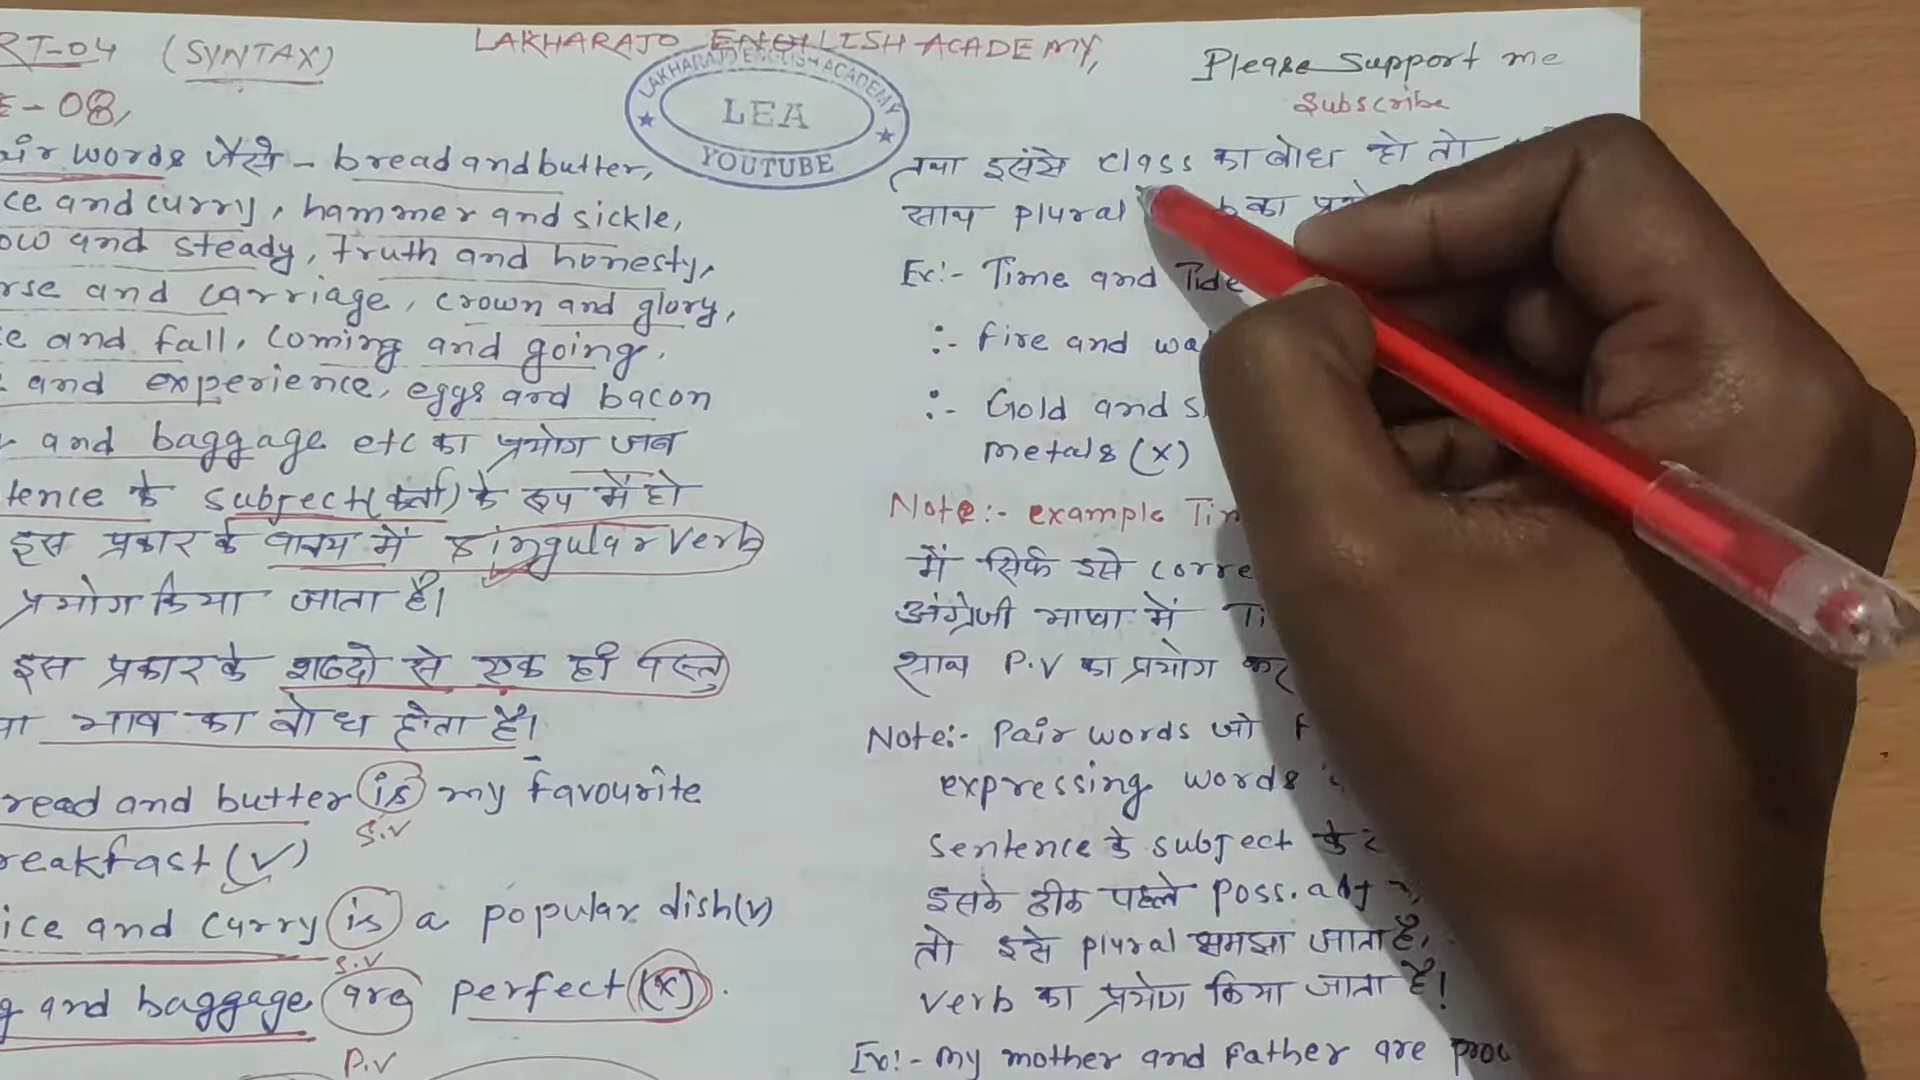 RT-04 (SYNTAX)
LAKHARAJO ENGHLISH ACADEMY,
Please Support me
Subscribe
LAKHARAJO ENGLISH ACADEMY
LEA
YOUTUBE
E-08,
air words जैसे - bread and butter,
ce and curry, hammer and sickle,
ow and steady, truth and honesty,
rse and carriage, crown and glory,
e and fall, coming and going,
and experience, eggs and bacon
and baggage etc का प्रयोग जब
tence के subject (कर्ता) के रूप में हो
इस प्रकार के वाक्य में singular verb
प्रयोग किया जाता है।
इस प्रकार के शब्दो से एक ही वस्तु
या भाव का बोध होता है।
read and butter is my favourite
S.V
reakfast (v)
ice and curry is a popular dish (v)
S.V
g and baggage are perfect (x).
P.V
तथा इससे class का बोध हो तो
साथ plural b का
Ex:- Time and Tide
:- fire and wa
:- Gold and s
metals (x)
Note:- example Tim
में सिर्फ इसे corre
अंग्रेजी भाषा में Ti
साथ P.V का प्रयोग कर
Note:- Pair words जो
expressing words
sentence के subject के
इसके ठीक पहले poss. adj
तो इसे plural समझा जाता है,
verb का प्रयोग किया जाता है।
Ex:- my mother and father are prou